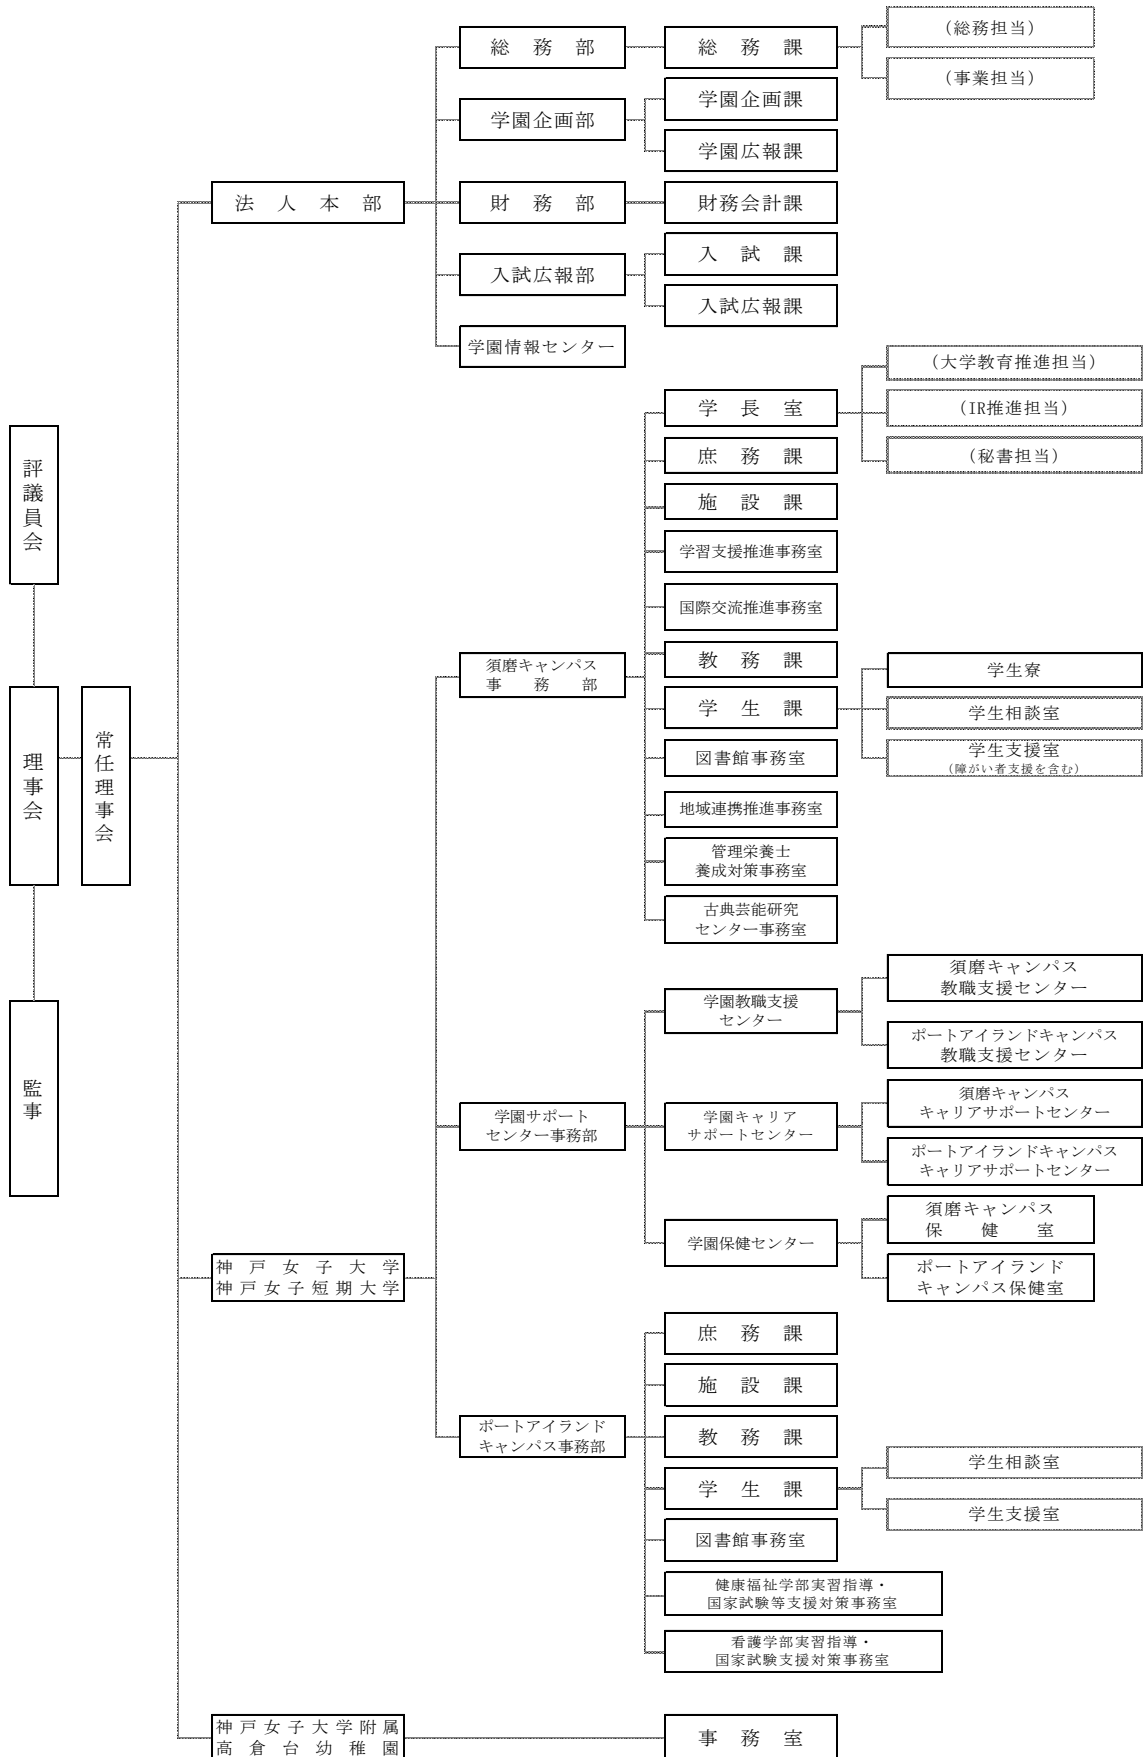 評議員会
理事会
監事
常任理事会
法人本部
総務部
総務課
（総務担当）
（事業担当）
学園企画部
学園企画課
学園広報課
財務部
財務会計課
入試広報部
入試課
入試広報課
学園情報センター
神戸女子大学
神戸女子短期大学
須磨キャンパス
事務部
学長室
（大学教育推進担当）
（IR推進担当）
（秘書担当）
庶務課
施設課
学習支援推進事務室
国際交流推進事務室
教務課
学生課
学生寮
学生相談室
学生支援室
（障がい者支援を含む）
図書館事務室
地域連携推進事務室
管理栄養士
養成対策事務室
古典芸能研究
センター事務室
学園サポート
センター事務部
学園教職支援
センター
須磨キャンパス
教職支援センター
ポートアイランドキャンパス
教職支援センター
学園キャリア
サポートセンター
須磨キャンパス
キャリアサポートセンター
ポートアイランドキャンパス
キャリアサポートセンター
学園保健センター
須磨キャンパス
保健室
ポートアイランド
キャンパス保健室
ポートアイランド
キャンパス事務部
庶務課
施設課
教務課
学生課
学生相談室
学生支援室
図書館事務室
健康福祉学部実習指導・
国家試験等支援対策事務室
看護学部実習指導・
国家試験支援対策事務室
神戸女子大学附属
高倉台幼稚園
事務室